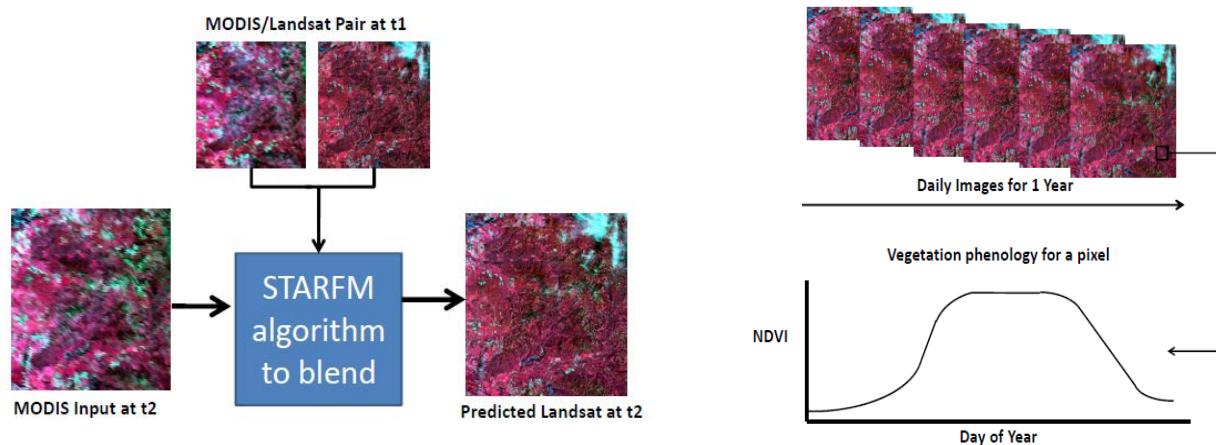 MODIS/Landsat Pair at t1
STARFM
algorithm
to blend
MODIS Input at t2
Predicted Landsat at t2
Daily Images for 1 Year
Vegetation phenology for a pixel
NDVI
Day of Year